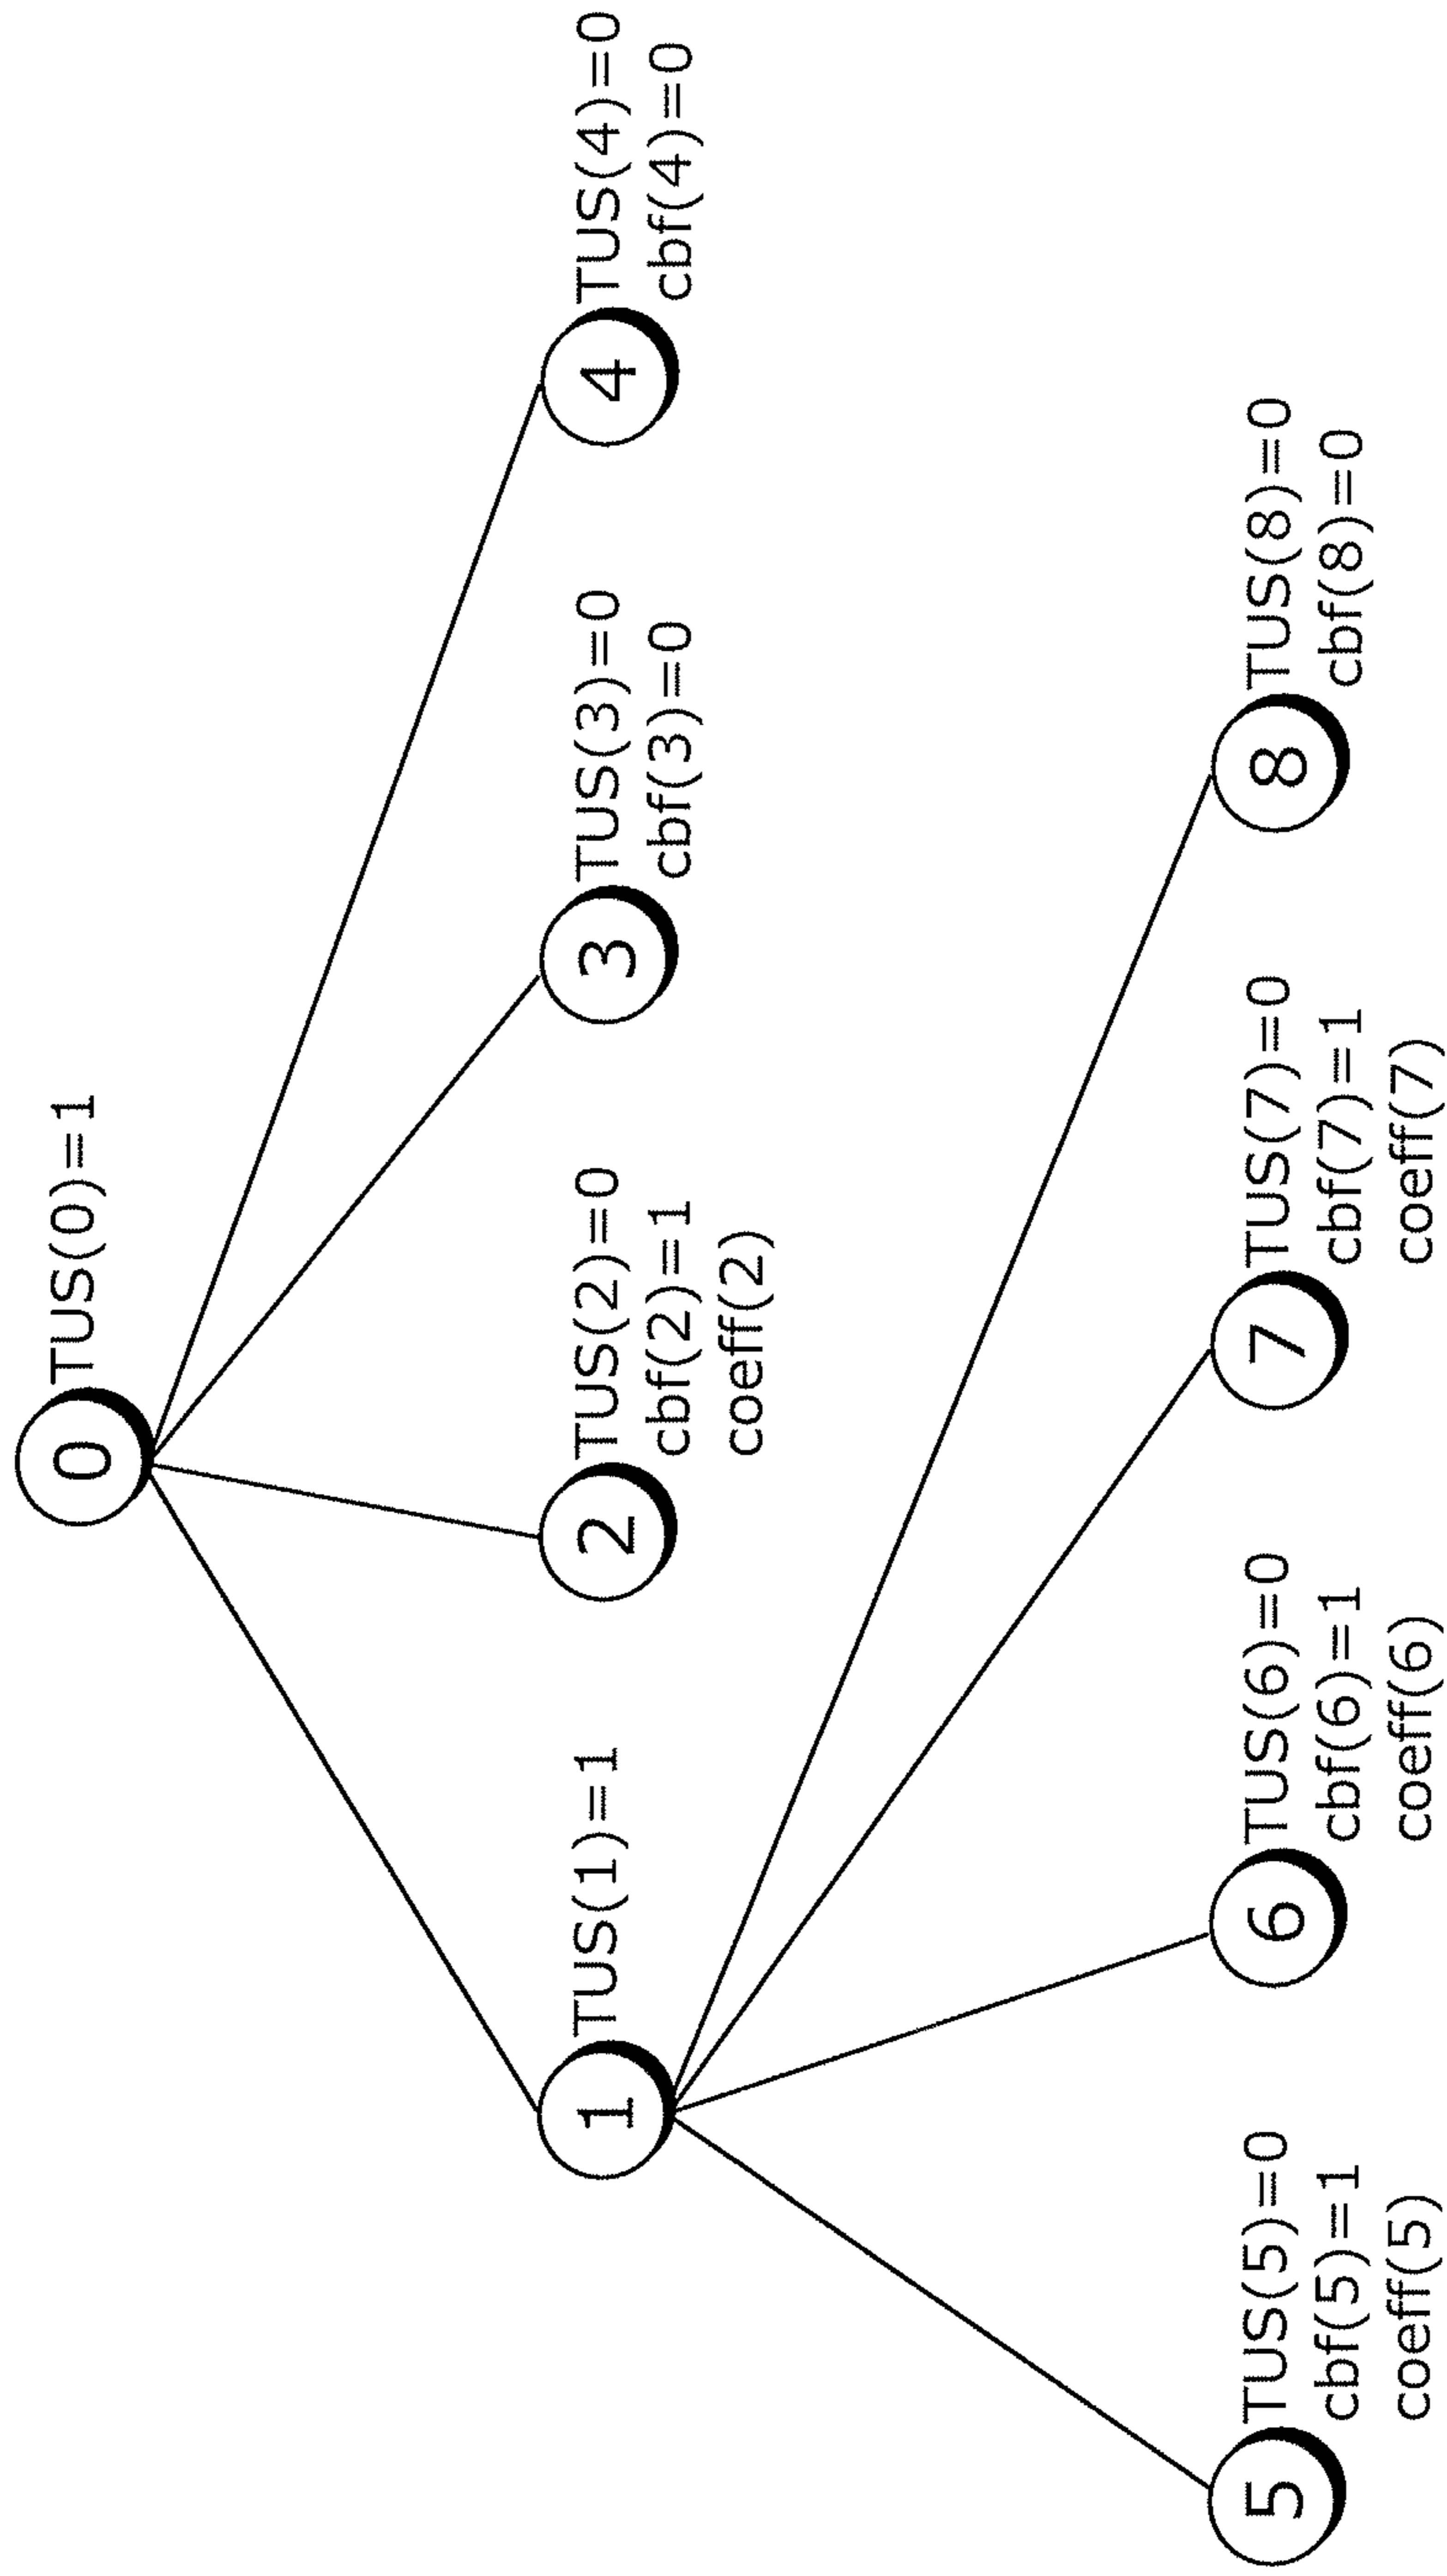 0
TUS(0)=1
1
TUS(1)=1
2
TUS(2)=0
cbf(2)=1
coeff(2)
3
TUS(3)=0
cbf(3)=0
4
TUS(4)=0
cbf(4)=0
5
TUS(5)=0
cbf(5)=1
coeff(5)
6
TUS(6)=0
cbf(6)=1
coeff(6)
7
TUS(7)=0
cbf(7)=1
coeff(7)
8
TUS(8)=0
cbf(8)=0